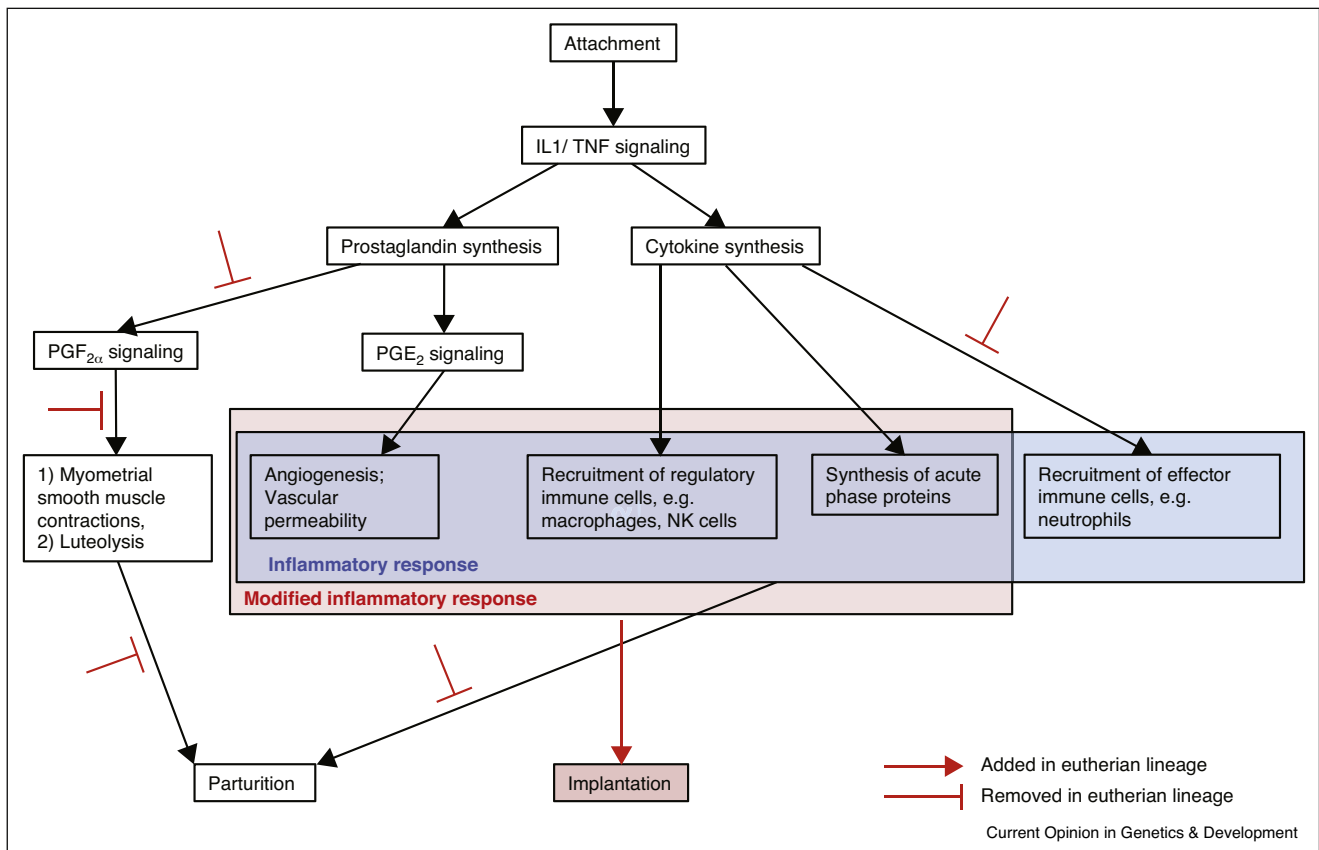 Attachment
IL1/ TNF signaling
Prostaglandin synthesis
Cytokine synthesis
PGF2α signaling
PGE2 signaling
1) Myometrial
smooth muscle
contractions,
2) Luteolysis
Angiogenesis;
Vascular
permeability
Recruitment of regulatory
immune cells, e.g.
macrophages, NK cells
Synthesis of acute
phase proteins
Recruitment of effector
immune cells, e.g.
neutrophils
Inflammatory response
Modified inflammatory response
Parturition
Implantation
Added in eutherian lineage
Removed in eutherian lineage
Current Opinion in Genetics & Development